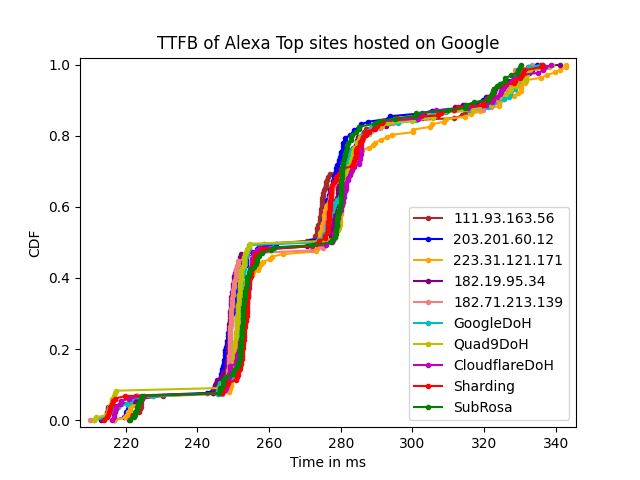 TTFB of Alexa Top sites hosted on Google
1.0
0.8
0.6
0.4
0.2
0.0
CDF
111.93.163.56
203.201.60.12
223.31.121.171
182.19.95.34
182.71.213.139
GoogleDoH
Quad9DoH
CloudflareDoH
Sharding
SubRosa
220 240 260 280 300 320 340
Time in ms